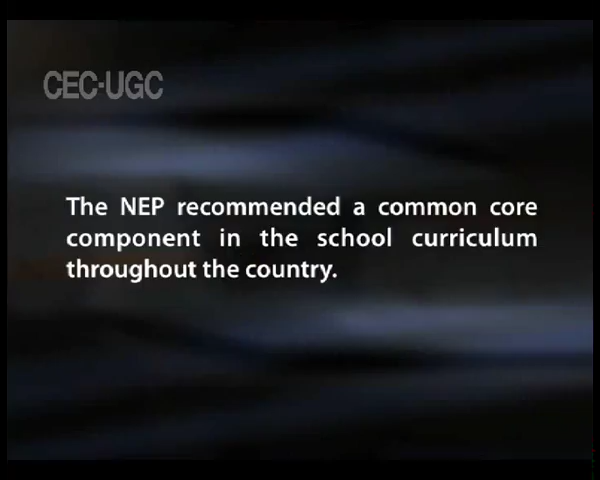 CEC-UGC
The NEP recommended a common core
component in the school curriculum
throughout the country.